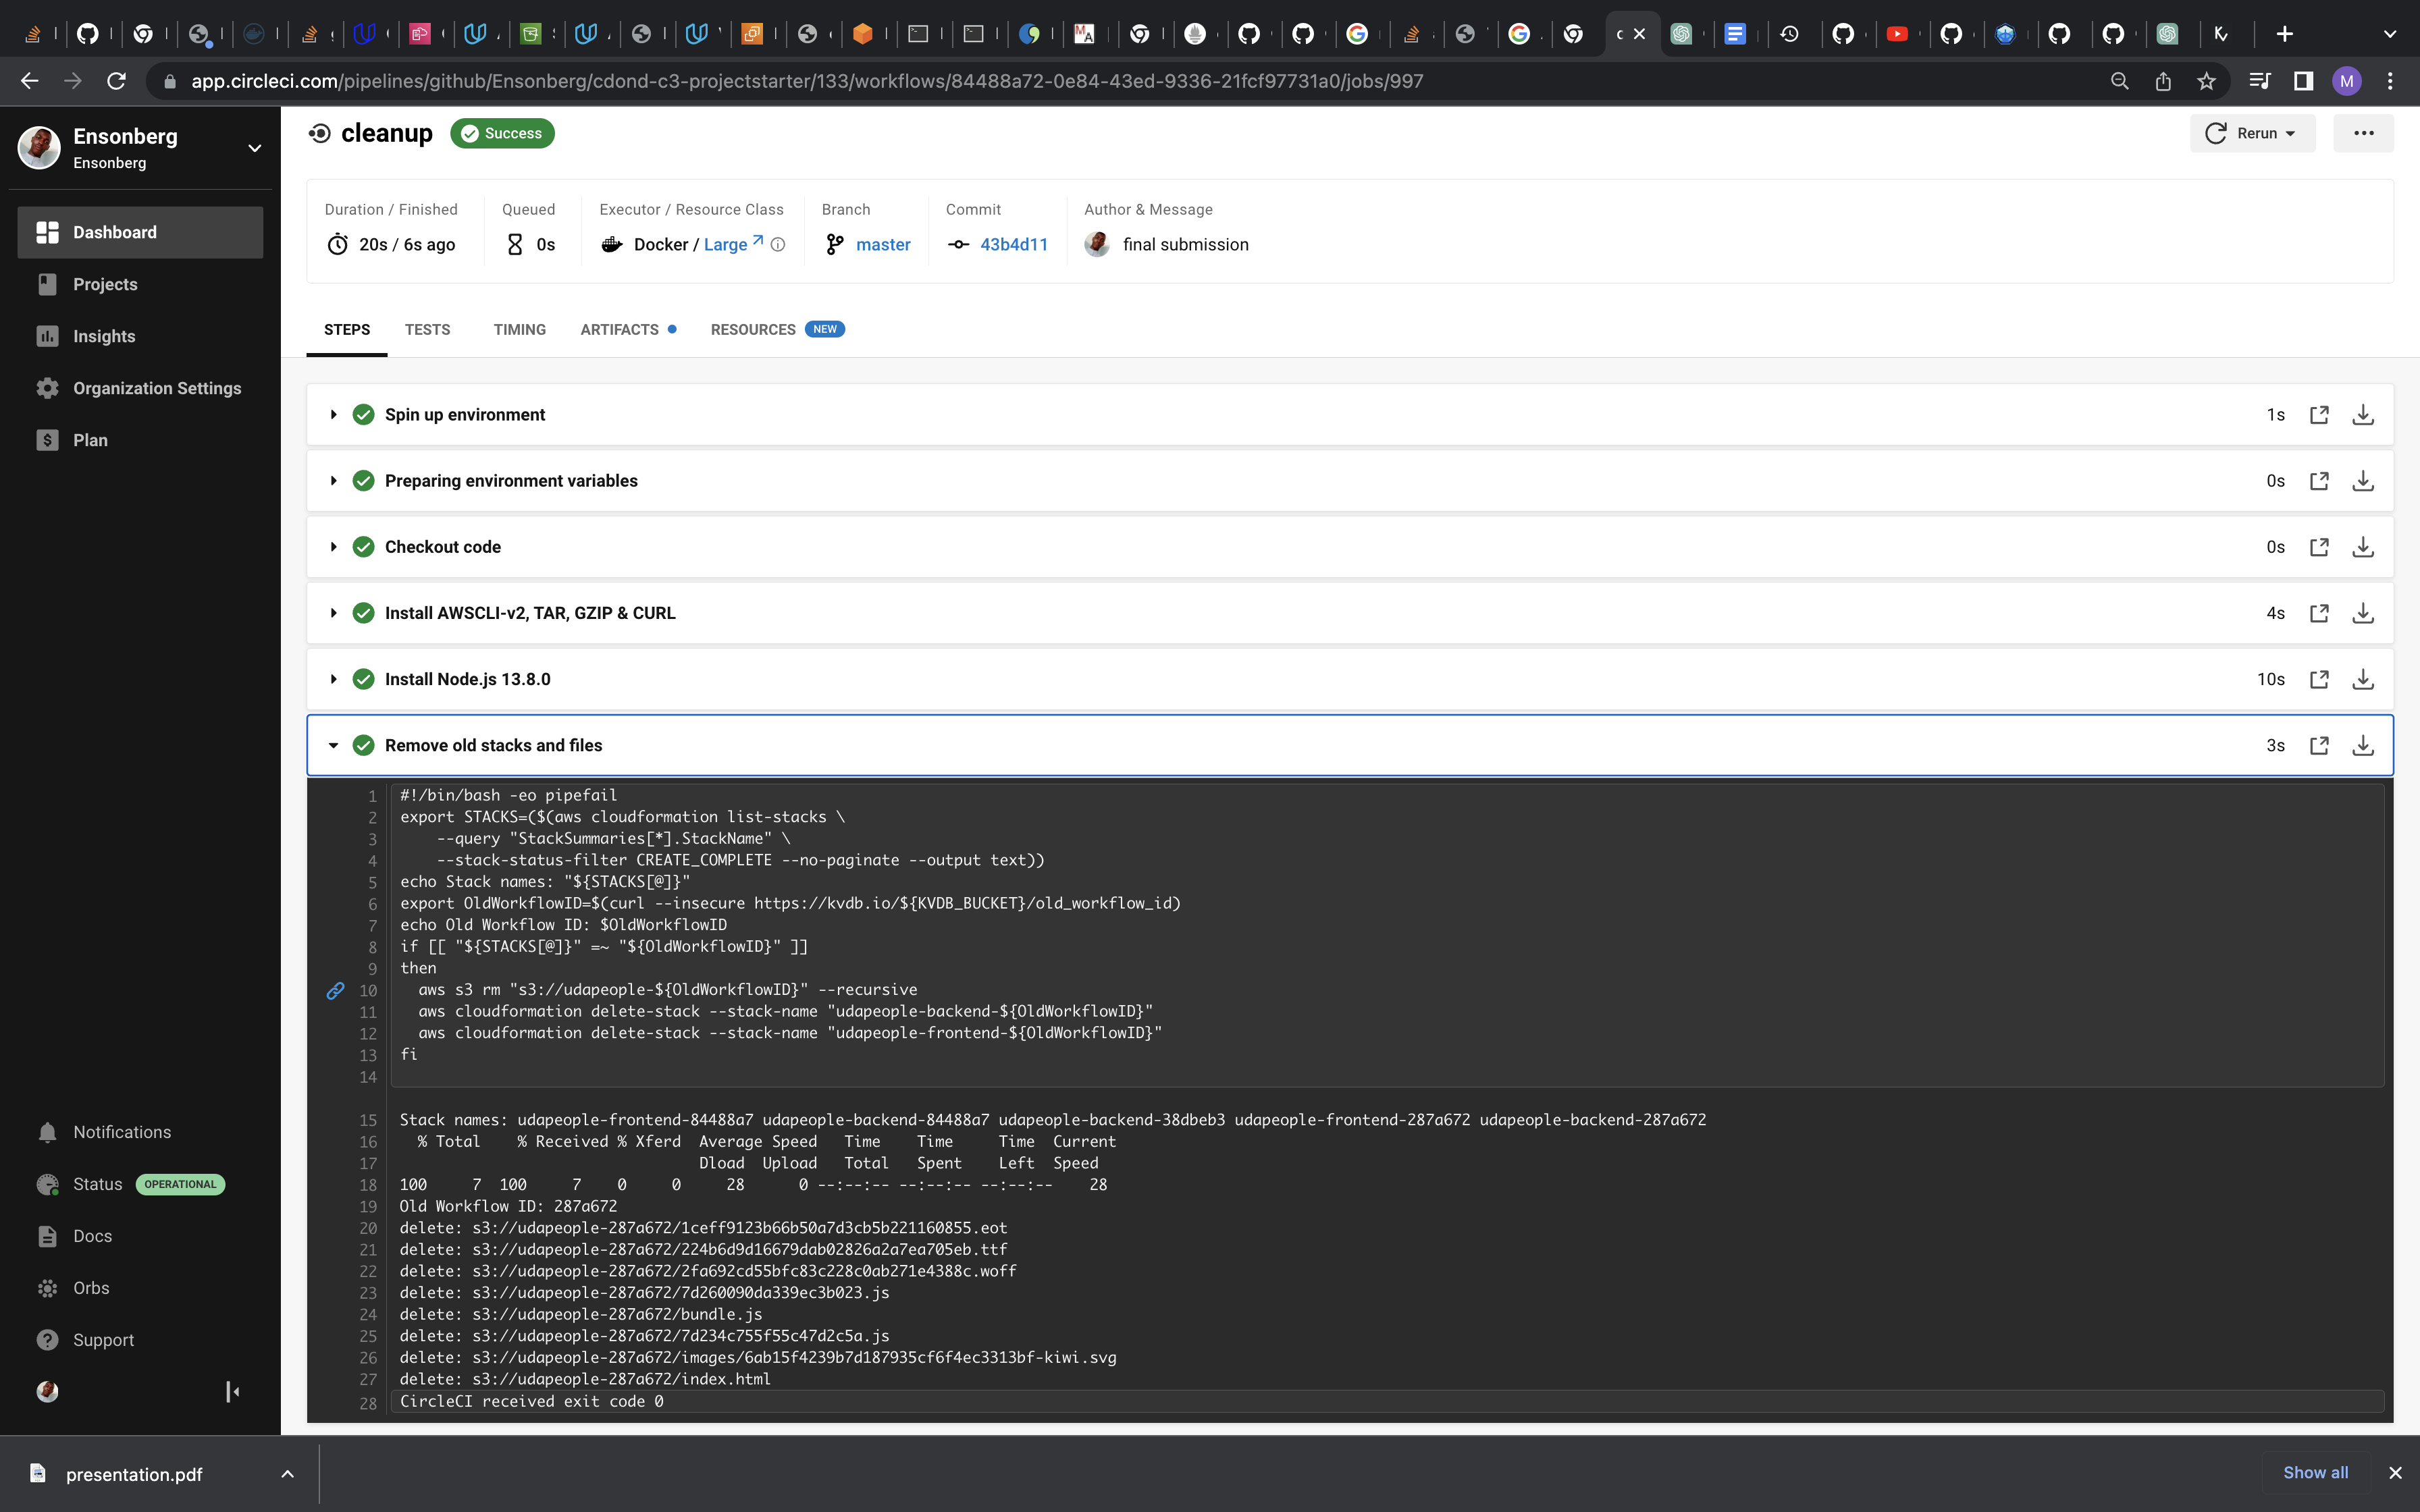 app.circleci.com/pipelines/github/Ensonberg/cdond-c3-projectstarter/133/workflows/84488a72-0e84-43ed-9336-21fcf97731a0/jobs/997
M
Ensonberg
Ensonberg
Dashboard
Projects
Insights
Organization Settings
Plan
Notifications
Status OPERATIONAL
Docs
Orbs
Support
cleanup Success
Rerun
Duration / Finished
20s / 6s ago
Queued
0s
Executor / Resource Class
Docker / Large
Branch
master
Commit
43b4d11
Author & Message
final submission
STEPS TESTS TIMING ARTIFACTS RESOURCES NEW
Spin up environment 1s
Preparing environment variables 0s
Checkout code 0s
Install AWSCLI-v2, TAR, GZIP & CURL 4s
Install Node.js 13.8.0 10s
Remove old stacks and files 3s
1 #!/bin/bash -eo pipefail
2 export STACKS=($(aws cloudformation list-stacks \
3 --query "StackSummaries[*].StackName" \
4 --stack-status-filter CREATE_COMPLETE --no-paginate --output text))
5 echo Stack names: "${STACKS[@]}"
6 export OldWorkflowID=$(curl --insecure https://kvdb.io/${KVDB_BUCKET}/old_workflow_id)
7 echo Old Workflow ID: $OldWorkflowID
8 if [[ "${STACKS[@]}" =~ "${OldWorkflowID}" ]]
9 then
10 aws s3 rm "s3://udapeople-${OldWorkflowID}" --recursive
11 aws cloudformation delete-stack --stack-name "udapeople-backend-${OldWorkflowID}"
12 aws cloudformation delete-stack --stack-name "udapeople-frontend-${OldWorkflowID}"
13 fi
14
15 Stack names: udapeople-frontend-84488a7 udapeople-backend-84488a7 udapeople-backend-38dbeb3 udapeople-frontend-287a672 udapeople-backend-287a672
16 % Total % Received % Xferd Average Speed Time Time Time Current
17 Dload Upload Total Spent Left Speed
18 100 7 100 7 0 0 28 0 --:--:-- --:--:-- --:--:-- 28
19 Old Workflow ID: 287a672
20 delete: s3://udapeople-287a672/1ceff9123b66b50a7d3cb5b221160855.eot
21 delete: s3://udapeople-287a672/224b6d9d16679dab02826a2a7ea705eb.ttf
22 delete: s3://udapeople-287a672/2fa692cd55bfc83c228c0ab271e4388c.woff
23 delete: s3://udapeople-287a672/7d260090da339ec3b023.js
24 delete: s3://udapeople-287a672/bundle.js
25 delete: s3://udapeople-287a672/7d234c755f55c47d2c5a.js
26 delete: s3://udapeople-287a672/images/6ab15f4239b7d187935cf6f4ec3313bf-kiwi.svg
27 delete: s3://udapeople-287a672/index.html
28 CircleCI received exit code 0
presentation.pdf
Show all